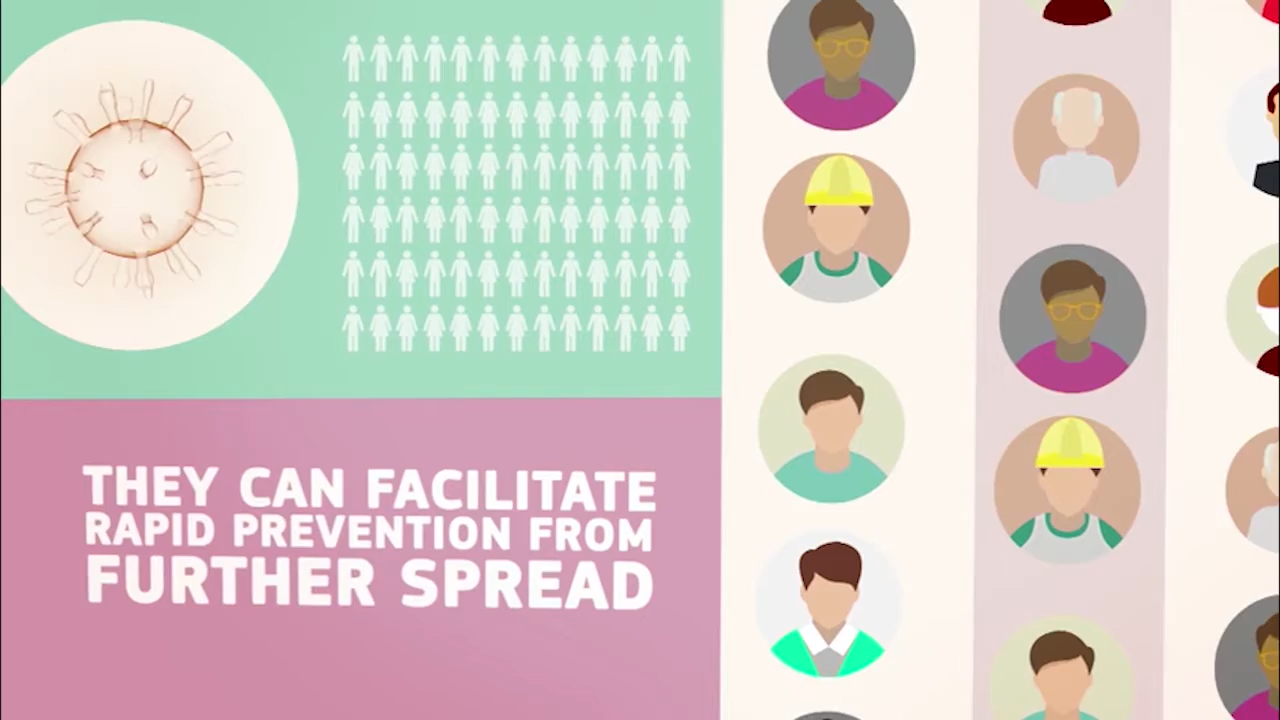 THEY CAN FACILITATE
RAPID PREVENTION FROM
FURTHER SPREAD